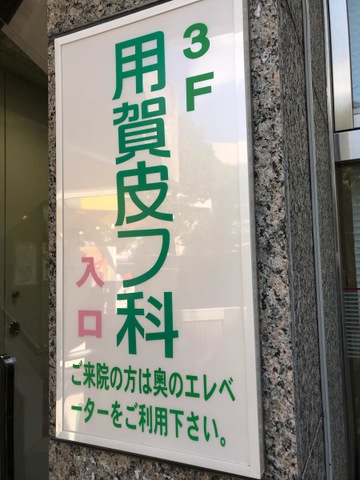 3F
用賀皮フ科
入口
ご来院の方は奥のエレベ
ーターをご利用下さい。